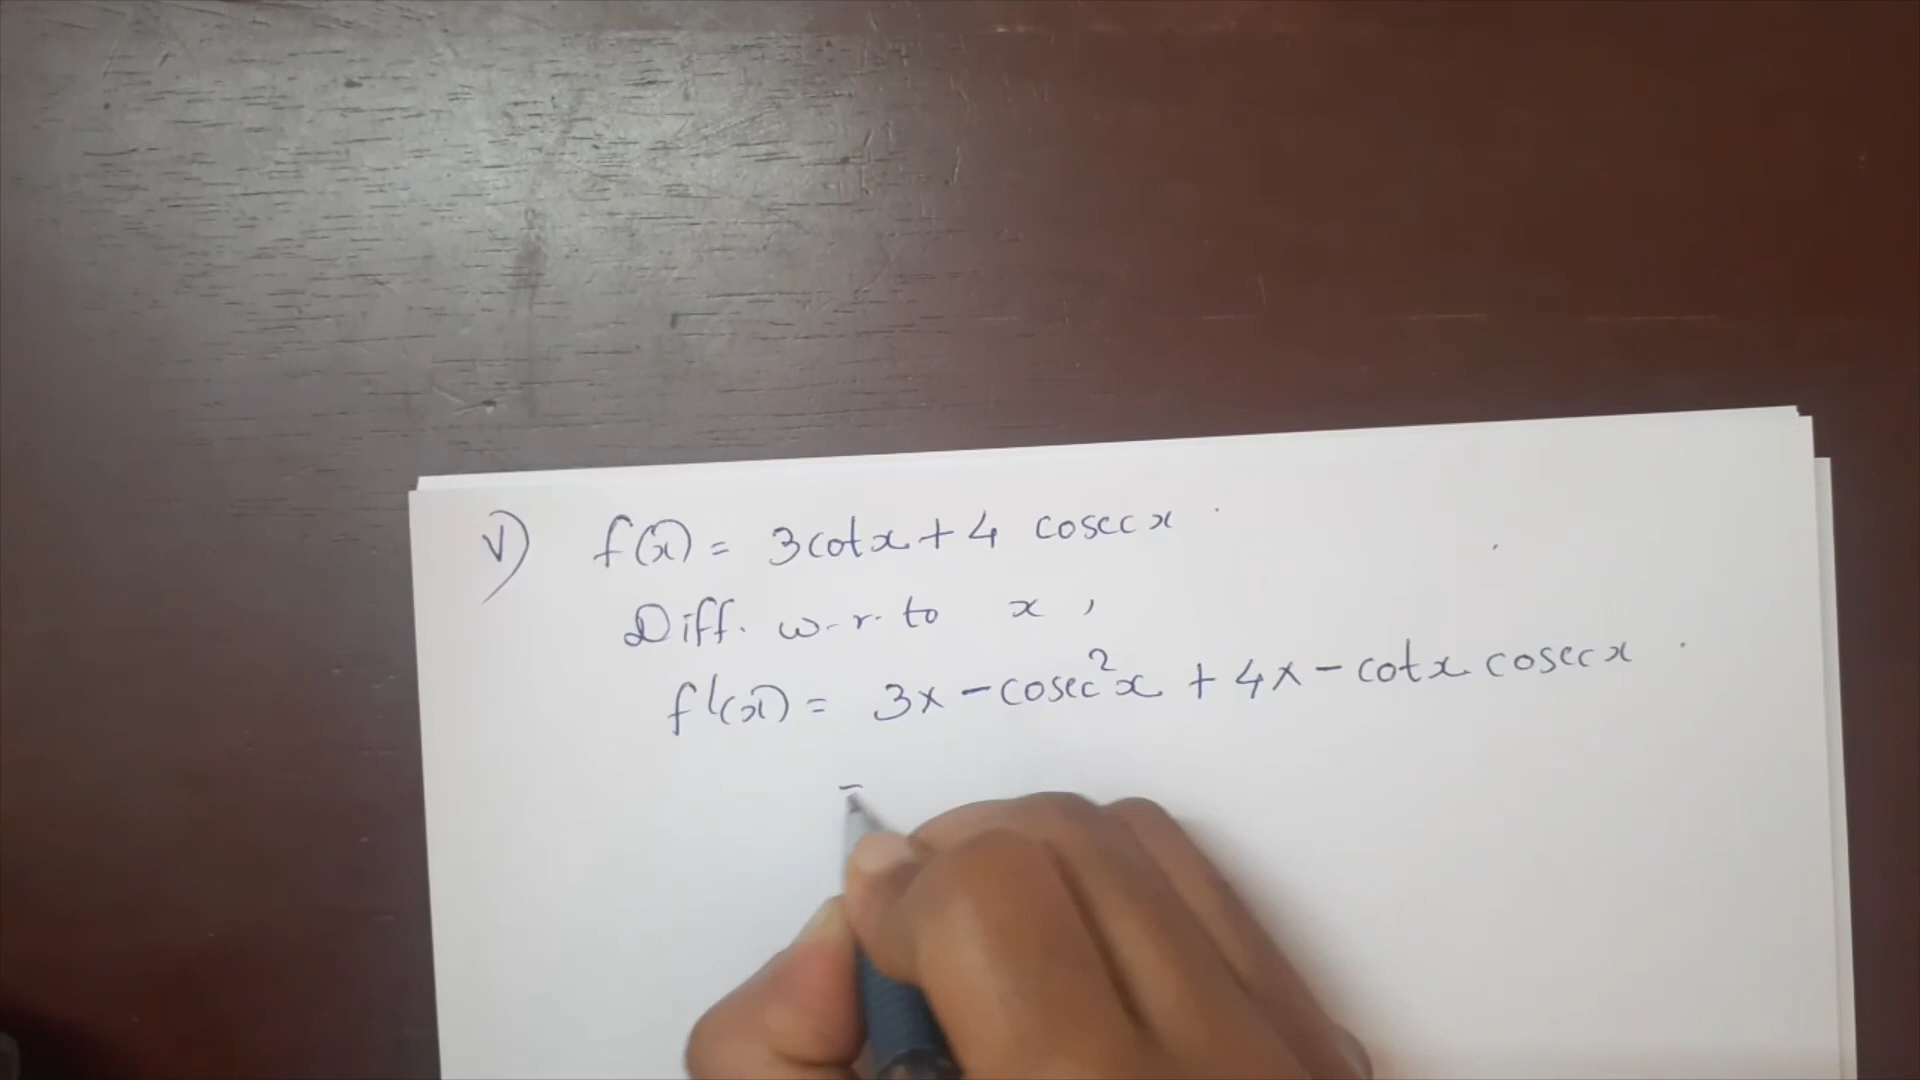 v) f(x) = 3cotx + 4 cosecx.
Diff. w.r. to x,
f'(x) = 3x -cosec²x + 4x - cotx cosecx.
-